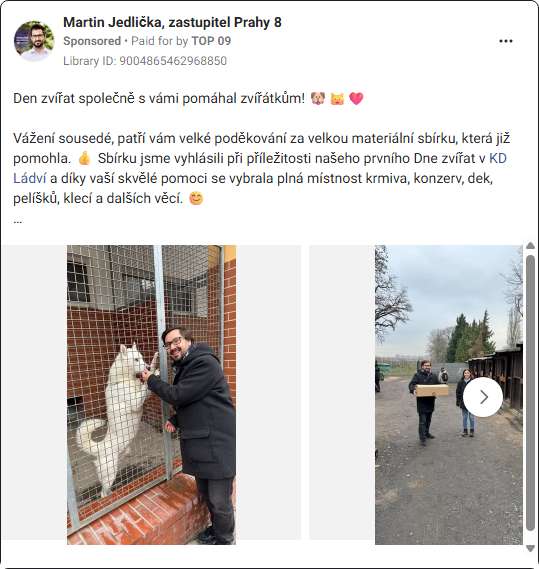 Martin Jedlička, zastupitel Prahy 8
Sponsored • Paid for by TOP 09
Library ID: 9004865462968850
Den zvířat společně s vámi pomáhal zvířátkům! 🐶 😸 ❤️
Vážení sousedé, patří vám velké poděkování za velkou materiální sbírku, která již
pomohla. 👍 Sbírku jsme vyhlásili při příležitosti našeho prvního Dne zvířat v KD
Ládví a díky vaší skvělé pomoci se vybrala plná místnost krmiva, konzerv, dek,
pelíšků, klecí a dalších věcí. 😊
...